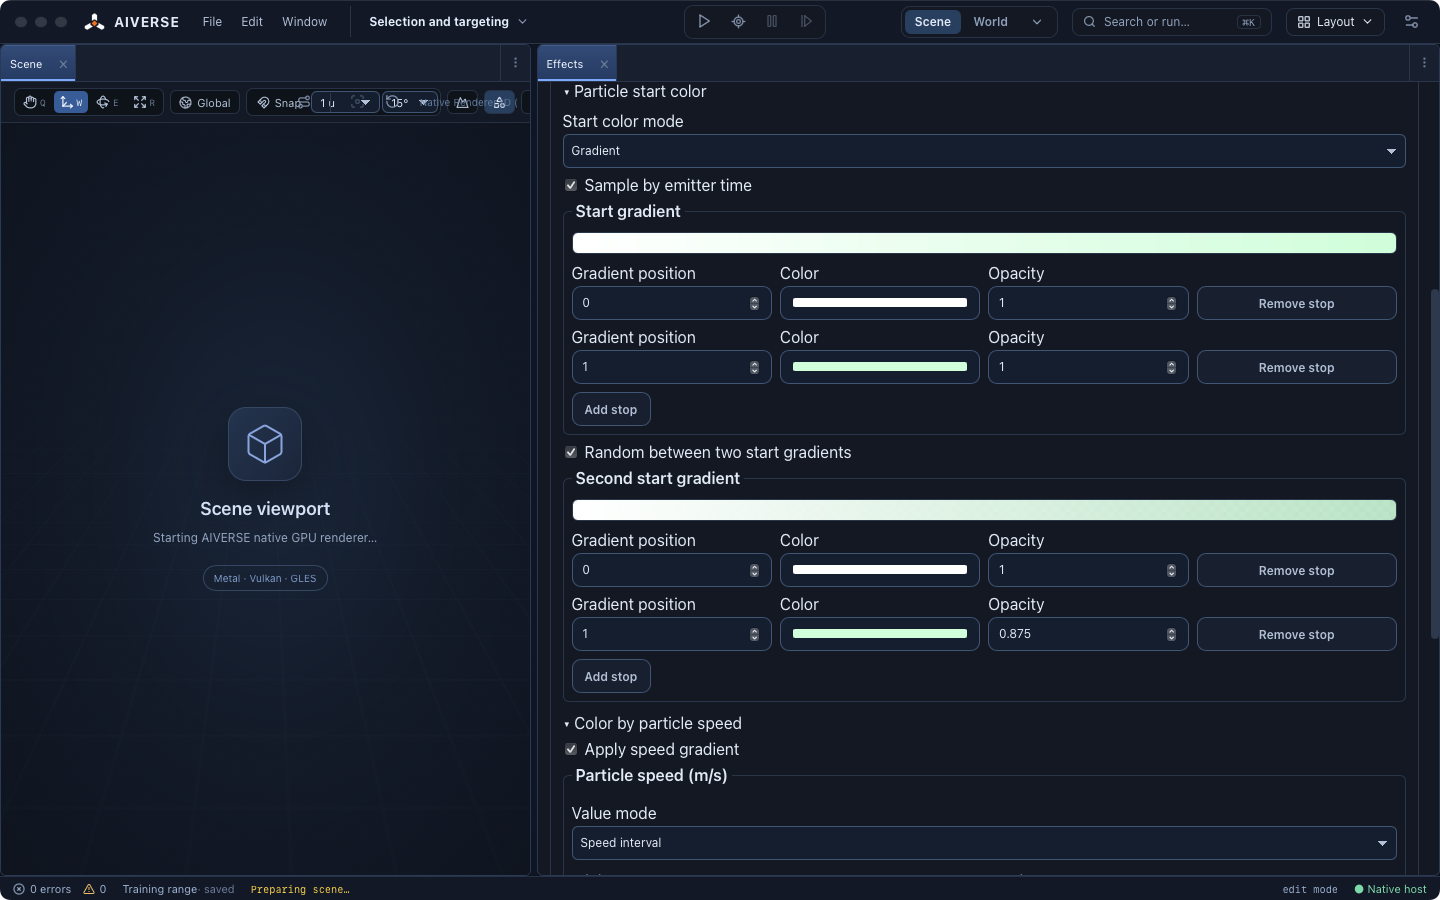 AIVERSE File Edit Window Selection and targeting Scene World Search or run... ⌘K Layout
Scene
Effects
Q W E R Global Snap 1 u 15°
Particle start color
Start color mode
Gradient
Sample by emitter time
Start gradient
Gradient position Color Opacity
0 1 Remove stop
Gradient position Color Opacity
1 1 Remove stop
Add stop
Random between two start gradients
Second start gradient
Gradient position Color Opacity
0 1 Remove stop
Gradient position Color Opacity
1 0.875 Remove stop
Add stop
Color by particle speed
Apply speed gradient
Particle speed (m/s)
Value mode
Speed interval
Scene viewport
Starting AIVERSE native GPU renderer...
Metal · Vulkan · GLES
0 errors 0 Training range · saved Preparing scene… edit mode Native host